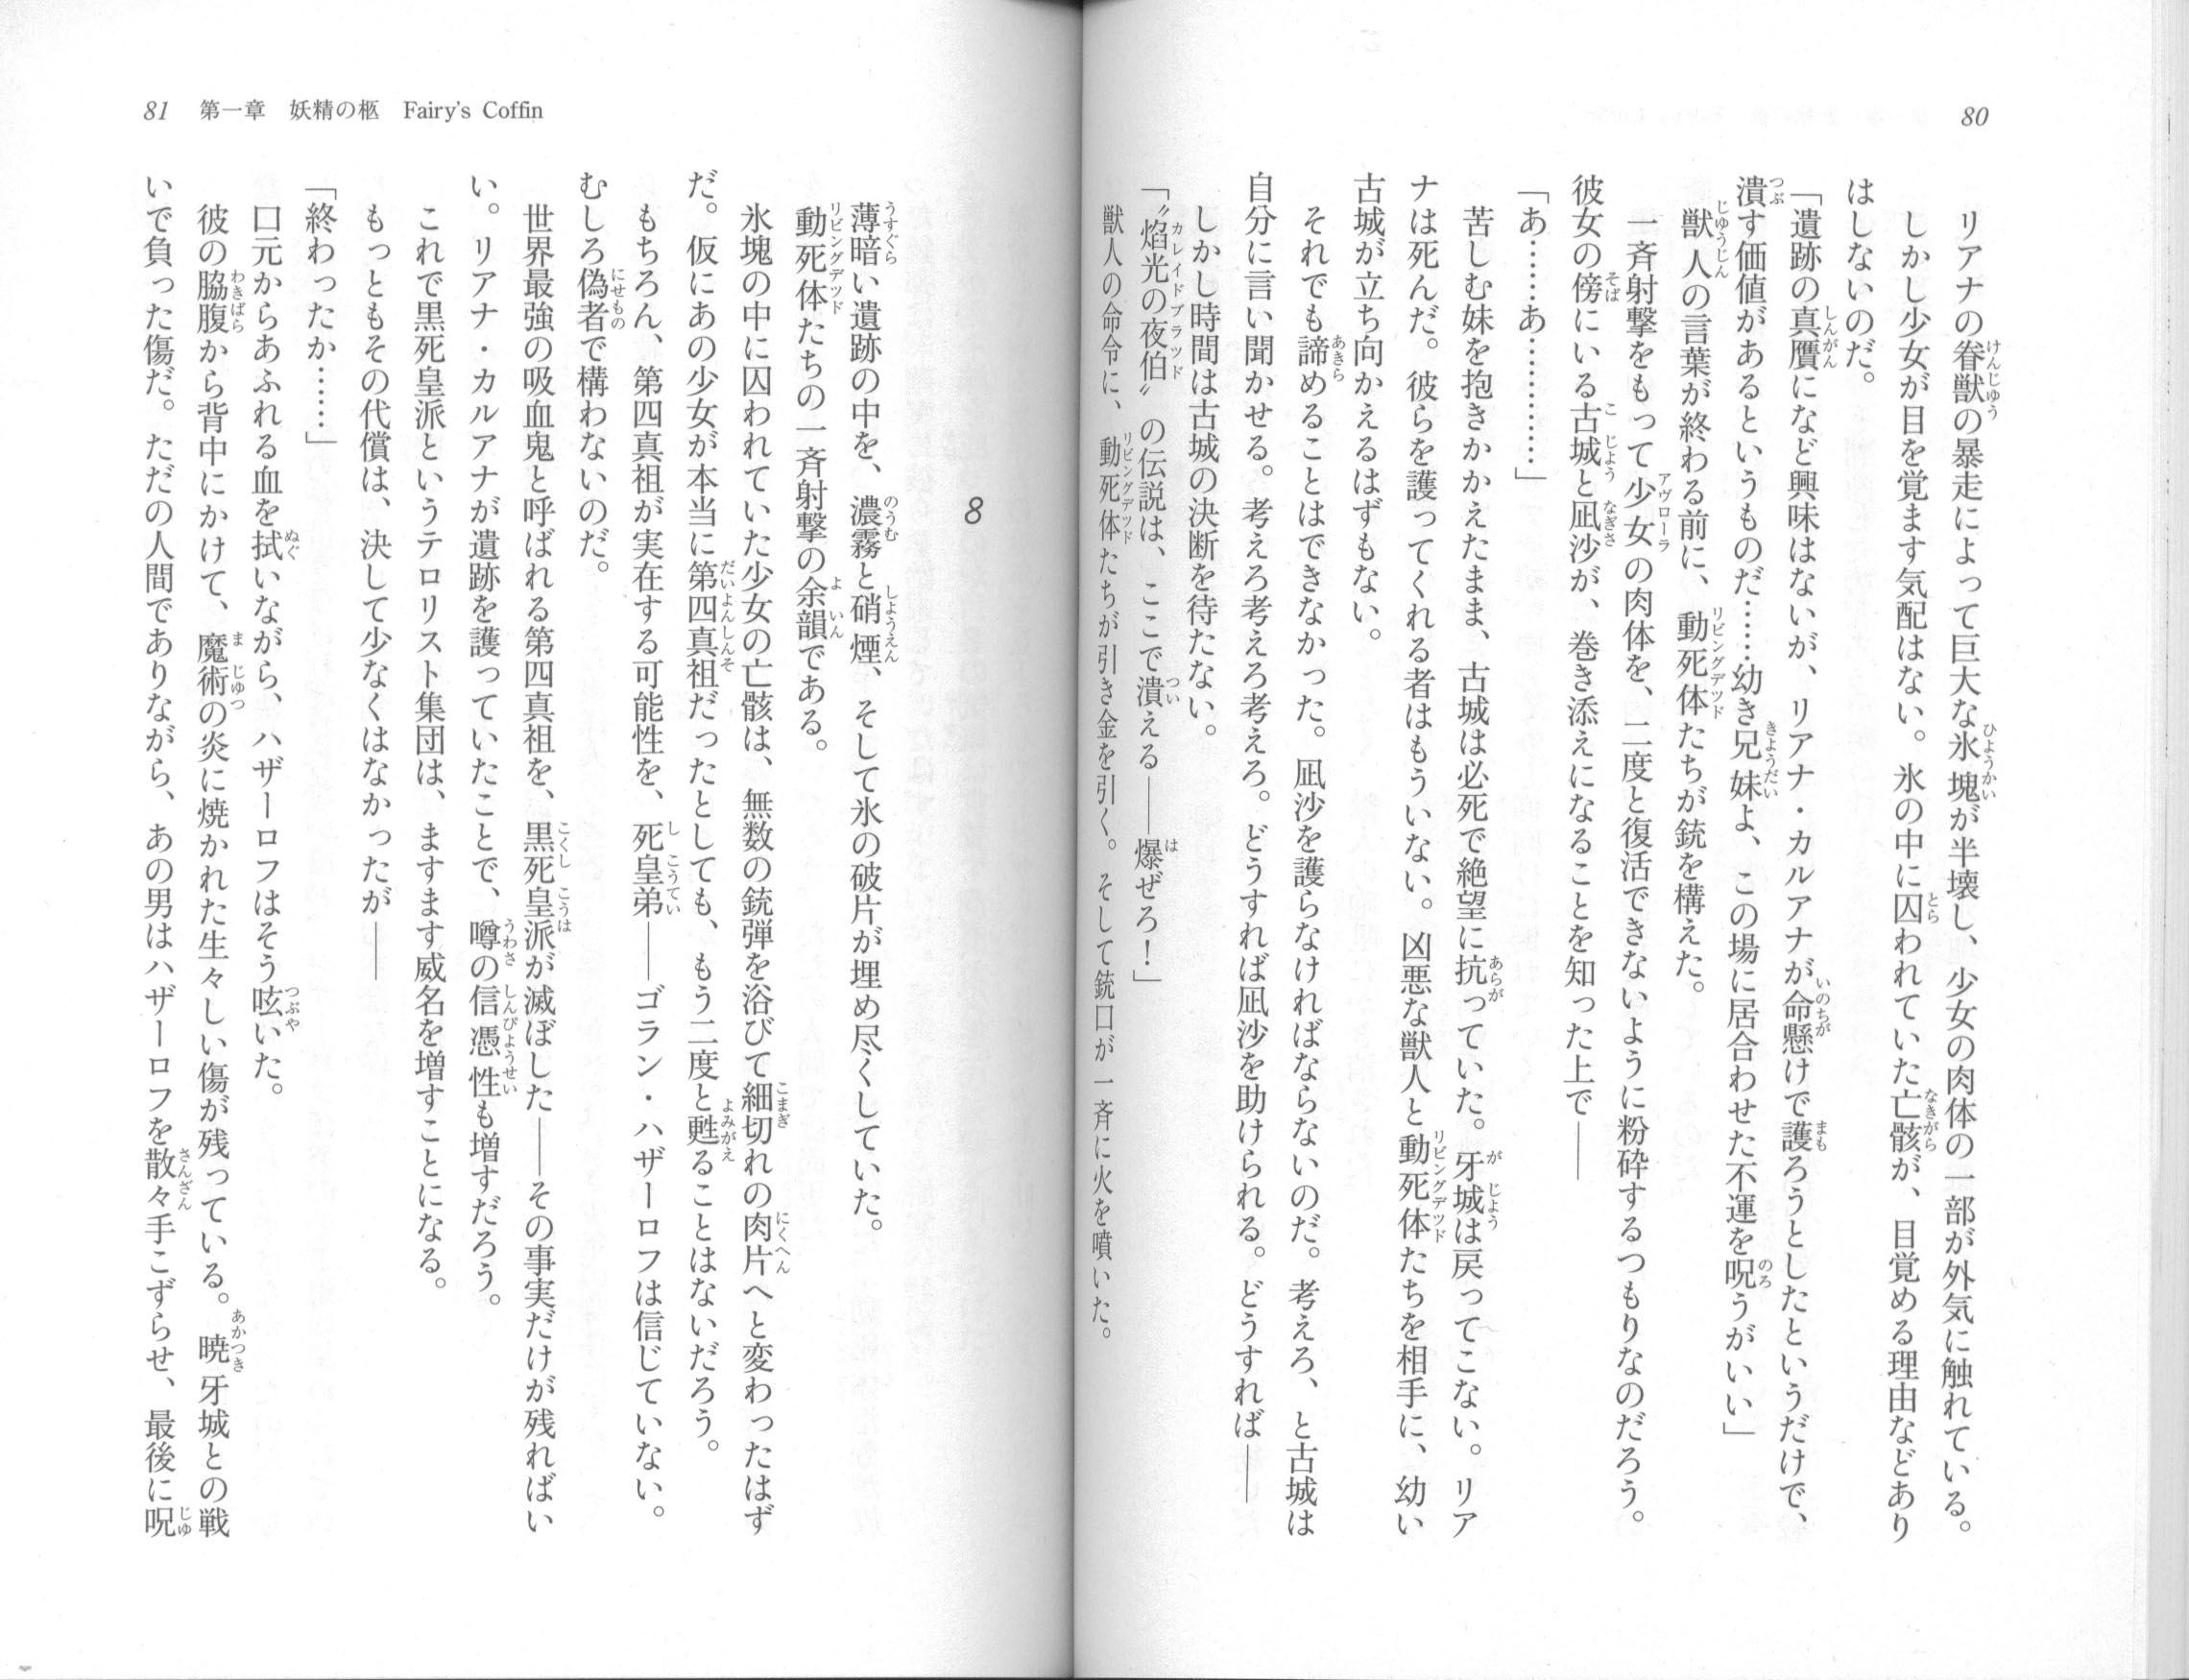 80
リアナの眷獣の暴走によって巨大な氷塊が半壊し、少女の肉体の一部が外気に触れている。
しかし少女が目を覚ます気配はない。氷の中に囚われていた亡骸が、目覚める理由などあり
はしないのだ。
「遺跡の真贋になど興味はないが、リアナ・カルアナが命懸けで護ろうとしたというだけで、
潰す価値があるというものだ……幼き兄妹よ、この場に居合わせた不運を呪うがいい」
獣人の言葉が終わる前に、動死体たちが銃を構えた。
一斉射撃をもって少女の肉体を、二度と復活できないように粉砕するつもりなのだろう。
彼女の傍にいる古城と凪沙が、巻き添えになることを知った上で――
「あ……あ…………」
苦しむ妹を抱きかかえたまま、古城は必死で絶望に抗っていた。牙城は戻ってこない。リア
ナは死んだ。彼らを護ってくれる者はもういない。凶悪な獣人と動死体たちを相手に、幼い
古城が立ち向かえるはずもない。
それでも諦めることはできなかった。凪沙を護らなければならないのだ。考えろ、と古城は
自分に言い聞かせる。考えろ考えろ考えろ。どうすれば凪沙を助けられる。どうすれば――
しかし時間は古城の決断を待たない。
「〝焔光の夜伯〟の伝説は、ここで潰える――爆ぜろ！」
獣人の命令に、動死体たちが引き金を引く。そして銃口が一斉に火を噴いた。
81 第一章 妖精の柩 Fairy's Coffin
8
薄暗い遺跡の中を、濃霧と硝煙、そして氷の破片が埋め尽くしていた。
動死体たちの一斉射撃の余韻である。
氷塊の中に囚われていた少女の亡骸は、無数の銃弾を浴びて細切れの肉片へと変わったはず
だ。仮にあの少女が本当に第四真祖だったとしても、もう二度と甦ることはないだろう。
もちろん、第四真祖が実在する可能性を、死皇弟――ゴラン・ハザーロフは信じていない。
むしろ偽者で構わないのだ。
世界最強の吸血鬼と呼ばれる第四真祖を、黒死皇派が滅ぼした――その事実だけが残ればい
い。リアナ・カルアナが遺跡を護っていたことで、噂の信憑性も増すだろう。
これで黒死皇派というテロリスト集団は、ますます威名を増すことになる。
もっともその代償は、決して少なくはなかったが――
「終わったか……」
口元からあふれる血を拭いながら、ハザーロフはそう呟いた。
彼の脇腹から背中にかけて、魔術の炎に焼かれた生々しい傷が残っている。暁牙城との戦
いで負った傷だ。ただの人間でありながら、あの男はハザーロフを散々手こずらせ、最後に呪